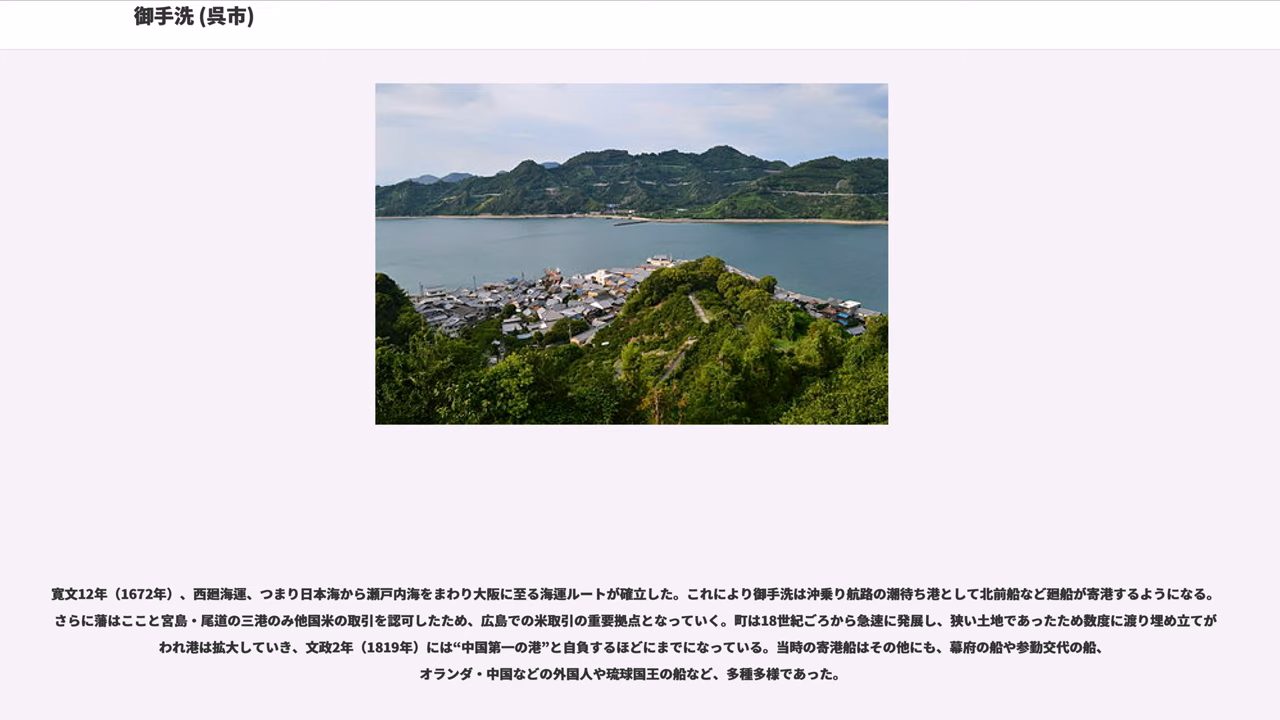 御手洗 (呉市)
寛文12年（1672年）、西廻海運、つまり日本海から瀬戸内海をまわり大阪に至る海運ルートが確立した。これにより御手洗は沖乗り航路の潮待ち港として北前船など廻船が寄港するようになる。
さらに藩はここと宮島・尾道の三港のみ他国米の取引を認可したため、広島での米取引の重要拠点となっていく。町は18世紀ごろから急速に発展し、狭い土地であったため数度に渡り埋め立てが
われ港は拡大していき、文政2年（1819年）には“中国第一の港”と自負するほどにまでになっている。当時の寄港船はその他にも、幕府の船や参勤交代の船、
オランダ・中国などの外国人や琉球国王の船など、多種多様であった。